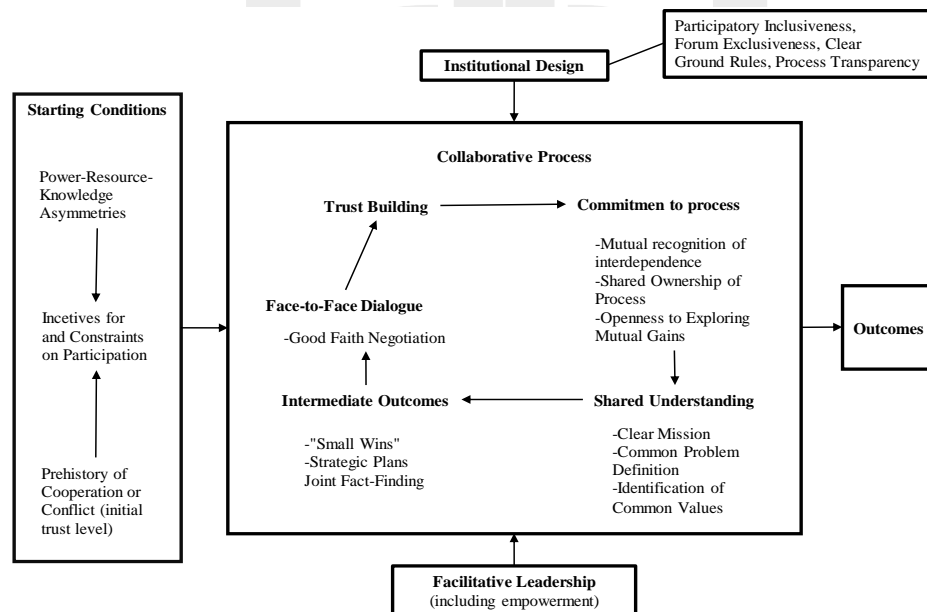 Participatory Inclusiveness,
Forum Exclusiveness, Clear
Ground Rules, Process Transparency
Institutional Design
Starting Conditions
Power-Resource-
Knowledge
Asymmetries
Incetives for
and Constraints
on Participation
Prehistory of
Cooperation or
Conflict (initial
trust level)
Collaborative Process
Trust Building
Commitmen to process
-Mutual recognition of
interdependence
-Shared Ownership of
Process
-Openness to Exploring
Mutual Gains
Face-to-Face Dialogue
-Good Faith Negotiation
Intermediate Outcomes
-"Small Wins"
-Strategic Plans
Joint Fact-Finding
Shared Understanding
-Clear Mission
-Common Problem
Definition
-Identification of
Common Values
Outcomes
Facilitative Leadership
(including empowerment)